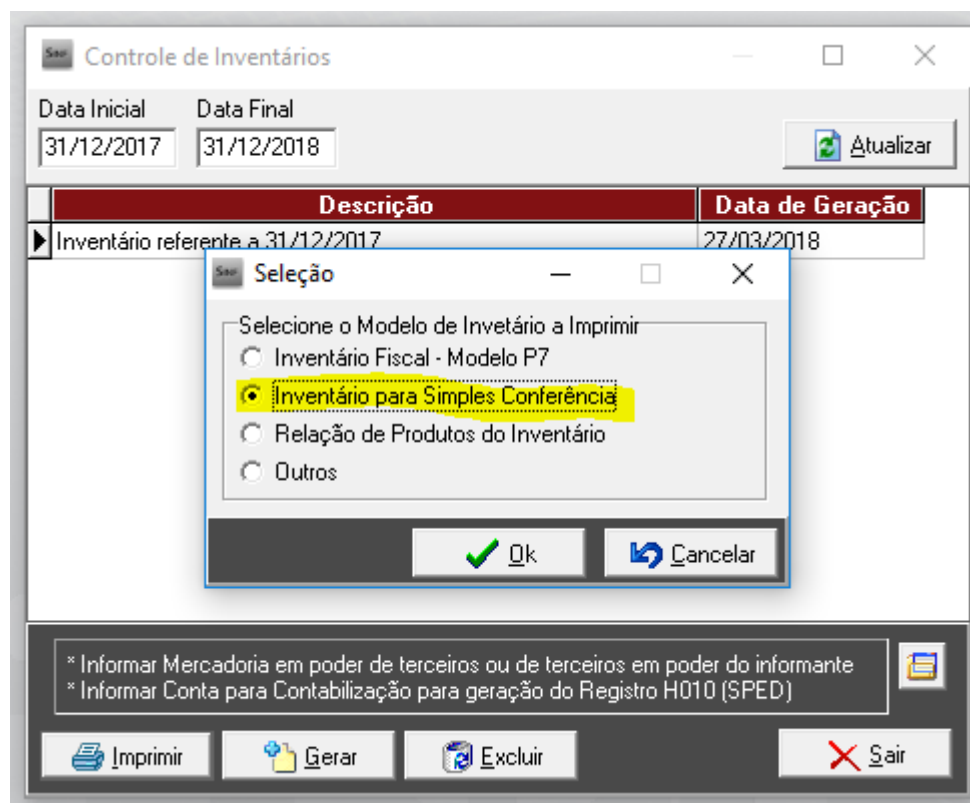 Controle de Inventários
Data Inicial Data Final
31/12/2017 31/12/2018 Atualizar
Descrição Data de Geração
Inventário referente a 31/12/2017 27/03/2018
Seleção
Selecione o Modelo de Invetário a Imprimir
Inventário Fiscal - Modelo P7
Inventário para Simples Conferência
Relação de Produtos do Inventário
Outros
Ok Cancelar
* Informar Mercadoria em poder de terceiros ou de terceiros em poder do informante
* Informar Conta para Contabilização para geração do Registro H010 (SPED)
Imprimir Gerar Excluir Sair